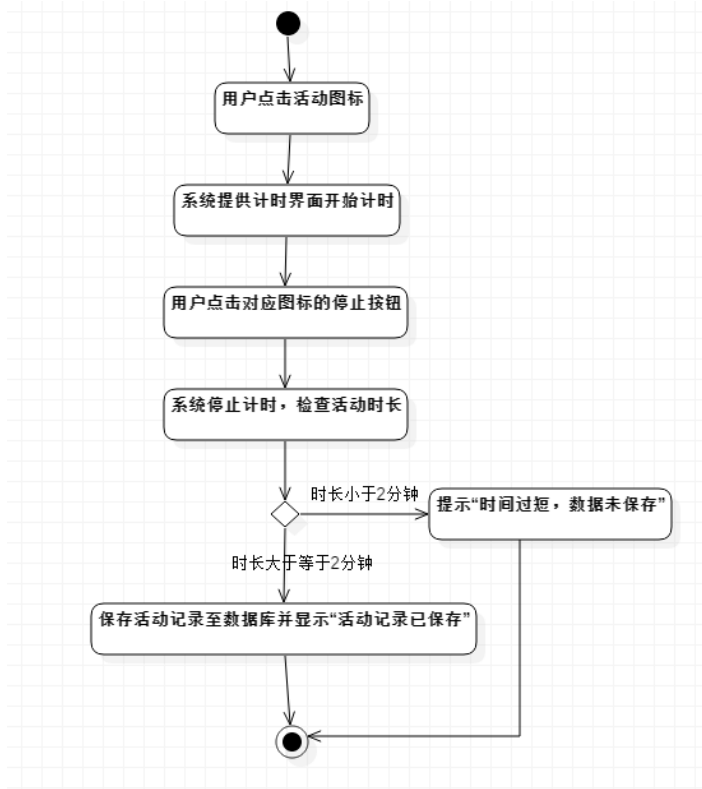 用户点击活动图标
系统提供计时界面开始计时
用户点击对应图标的停止按钮
系统停止计时，检查活动时长
时长小于2分钟
提示“时间过短，数据未保存”
时长大于等于2分钟
保存活动记录至数据库并显示“活动记录已保存”